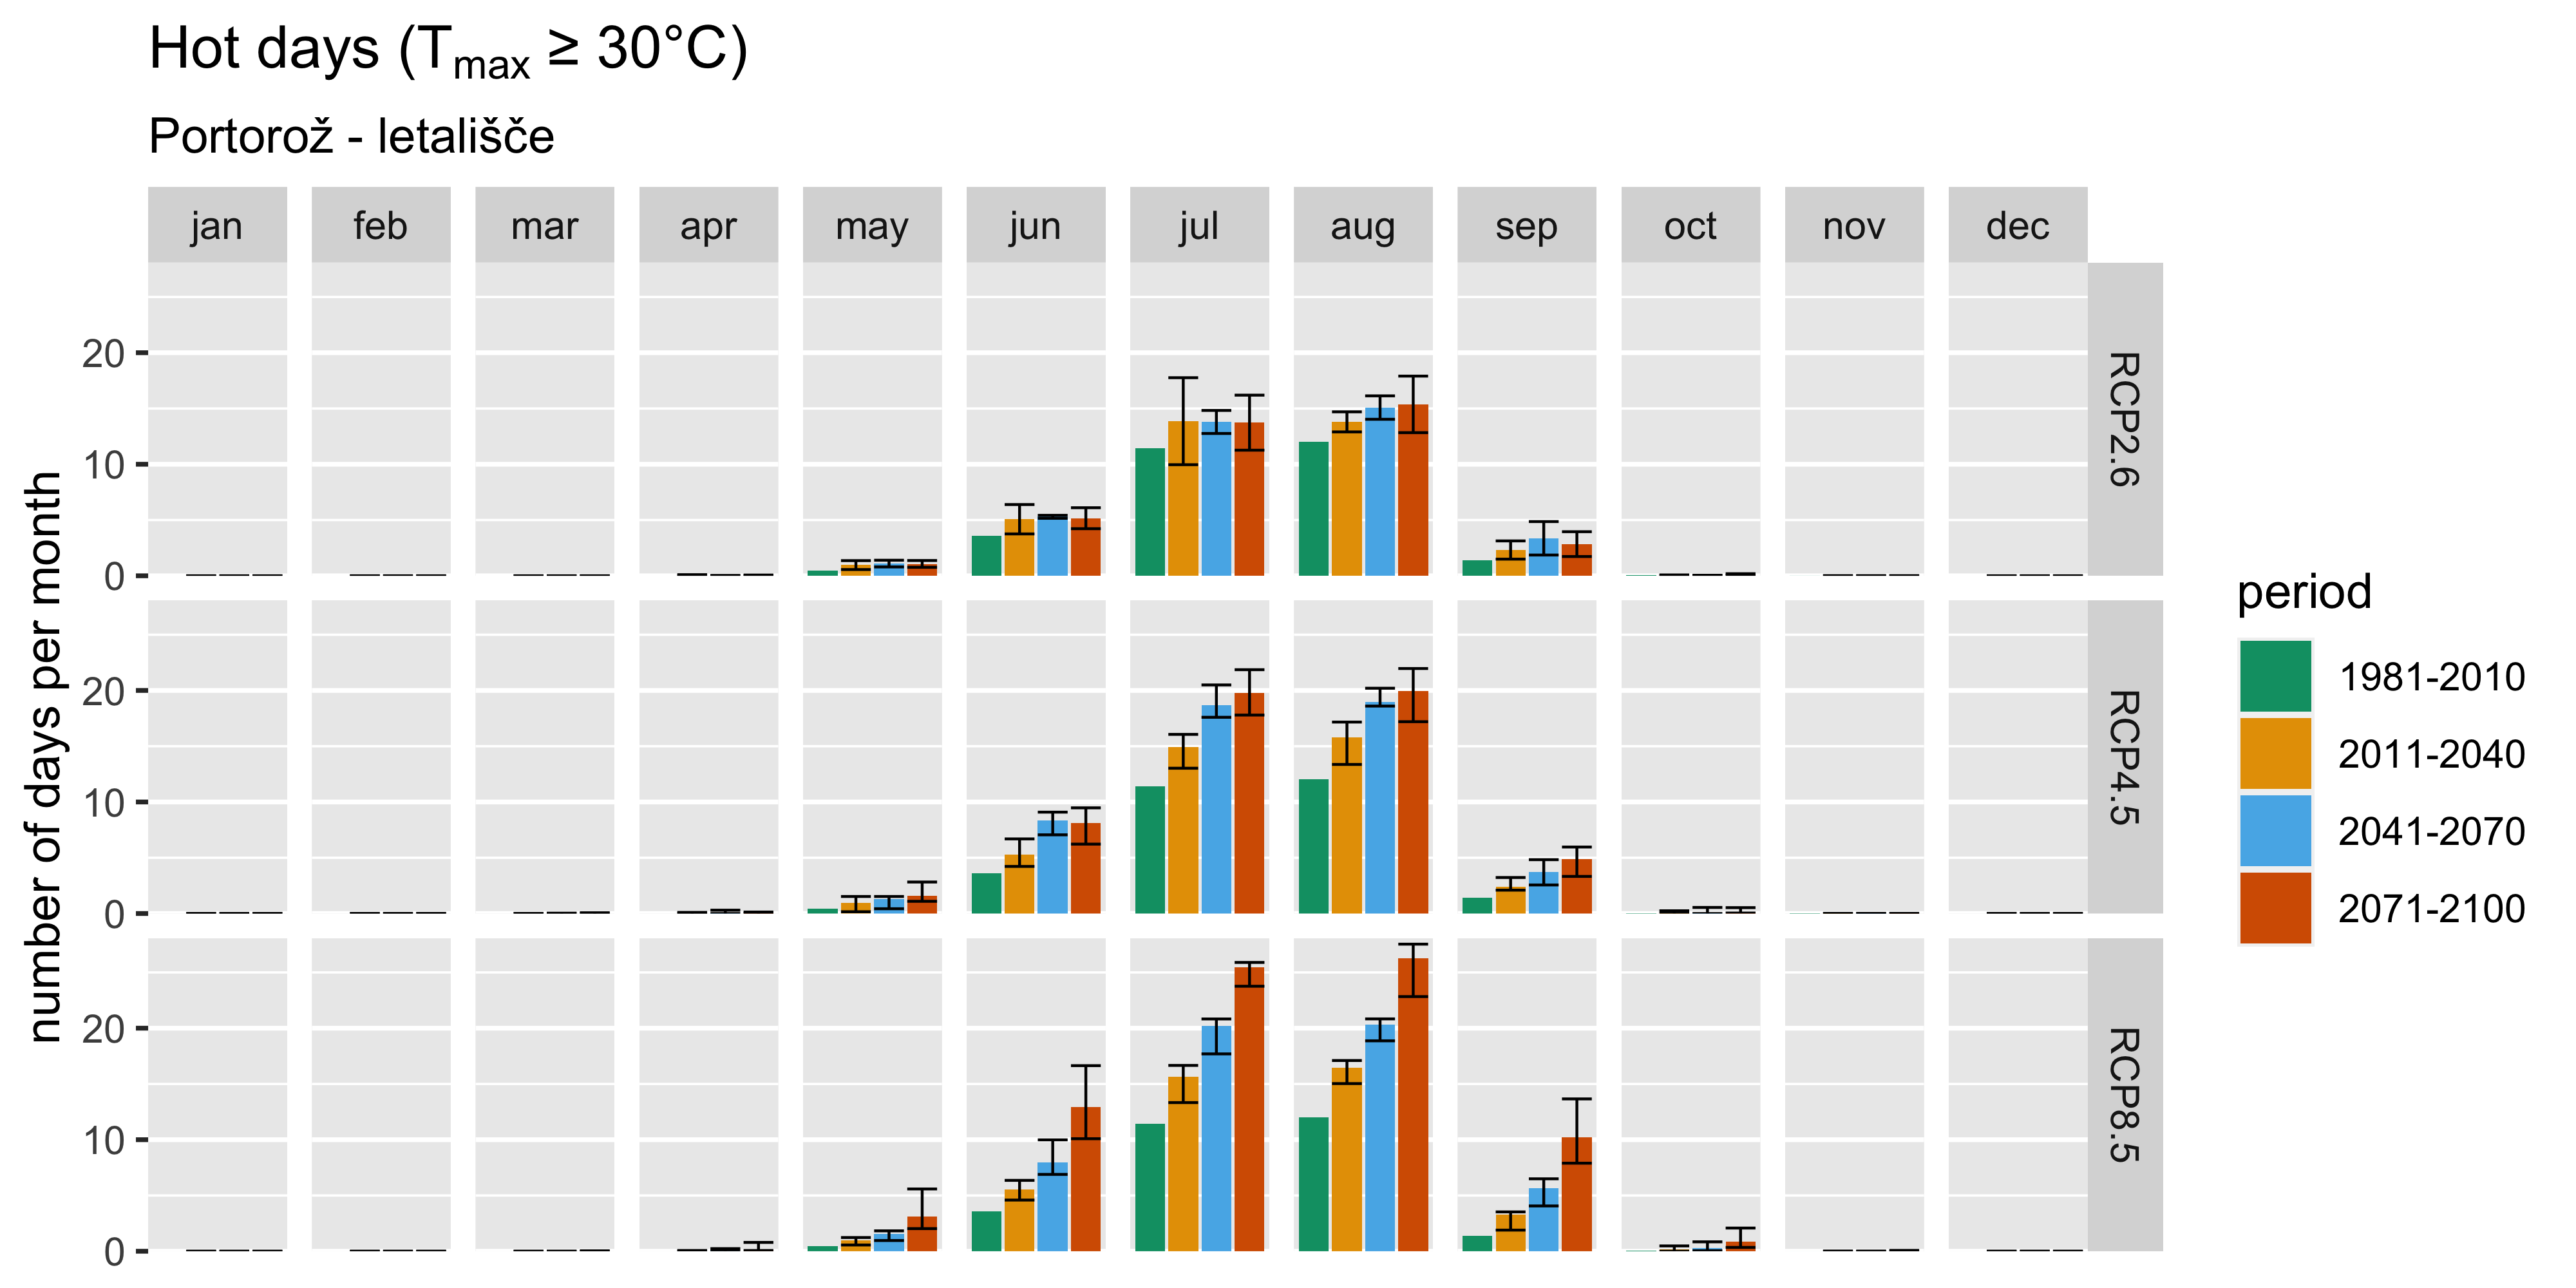 Hot days (Tmax ≥ 30°C)
Portorož - letališče
jan feb mar apr may jun jul aug sep oct nov dec
number of days per month
20
10
0
RCP2.6
20
10
0
RCP4.5
20
10
0
RCP8.5
period
1981-2010
2011-2040
2041-2070
2071-2100